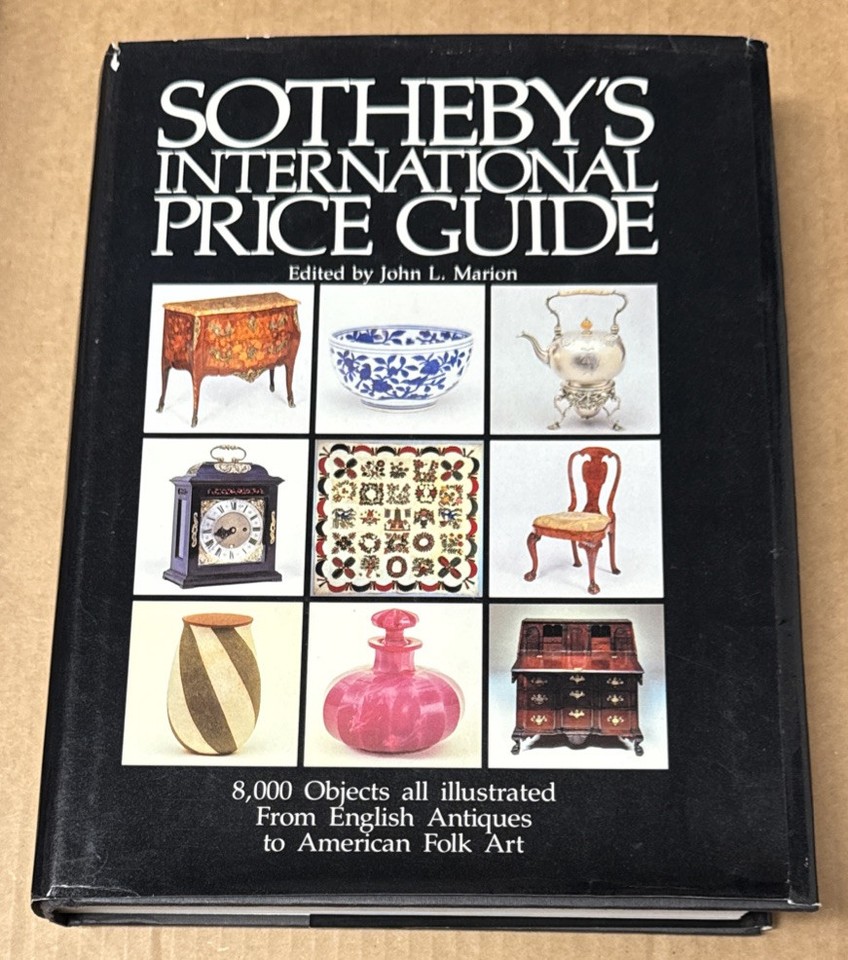 SOTHEBY'S
INTERNATIONAL
PRICE GUIDE
Edited by John L. Marion
8,000 Objects all illustrated
From English Antiques
to American Folk Art